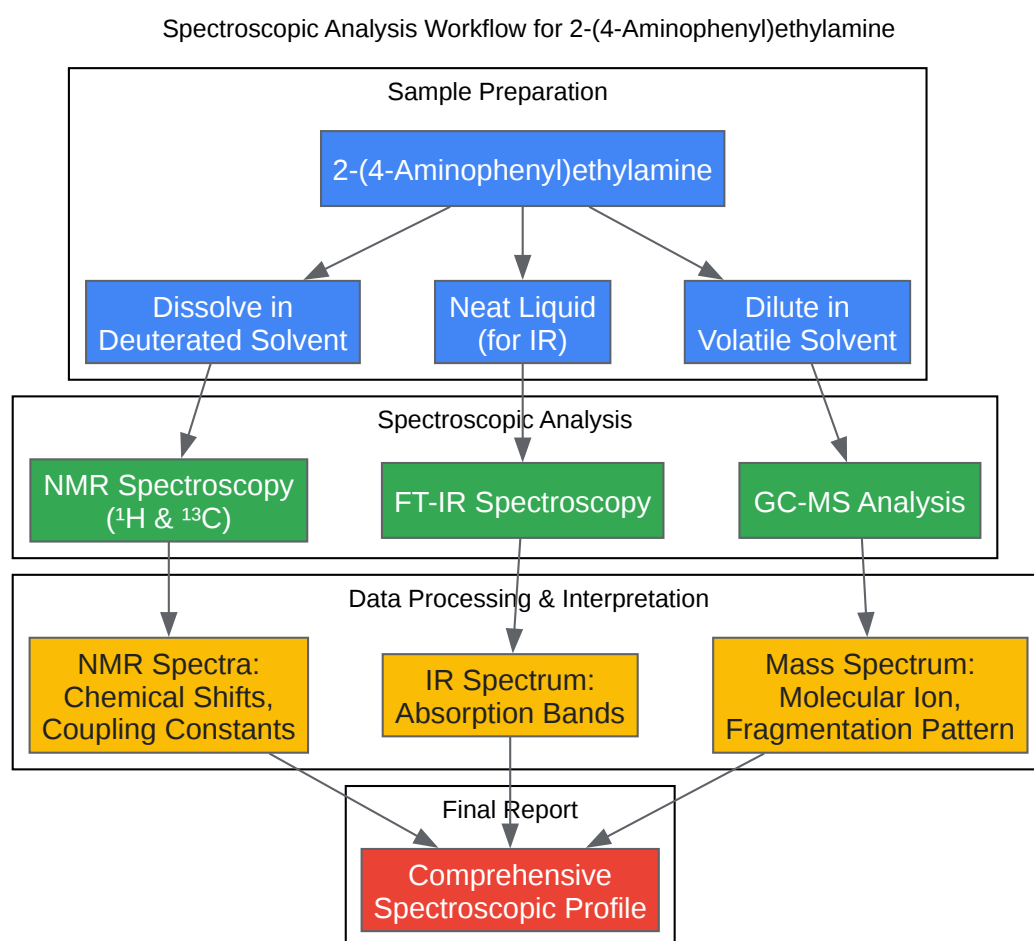 Spectroscopic Analysis Workflow for 2-(4-Aminophenyl)ethylamine
Sample Preparation
2-(4-Aminophenyl)ethylamine
Dissolve in
Deuterated Solvent
Neat Liquid
(for IR)
Dilute in
Volatile Solvent
Spectroscopic Analysis
NMR Spectroscopy
(¹H & ¹³C)
FT-IR Spectroscopy
GC-MS Analysis
Data Processing & Interpretation
NMR Spectra:
Chemical Shifts,
Coupling Constants
IR Spectrum:
Absorption Bands
Mass Spectrum:
Molecular Ion,
Fragmentation Pattern
Final Report
Comprehensive
Spectroscopic Profile